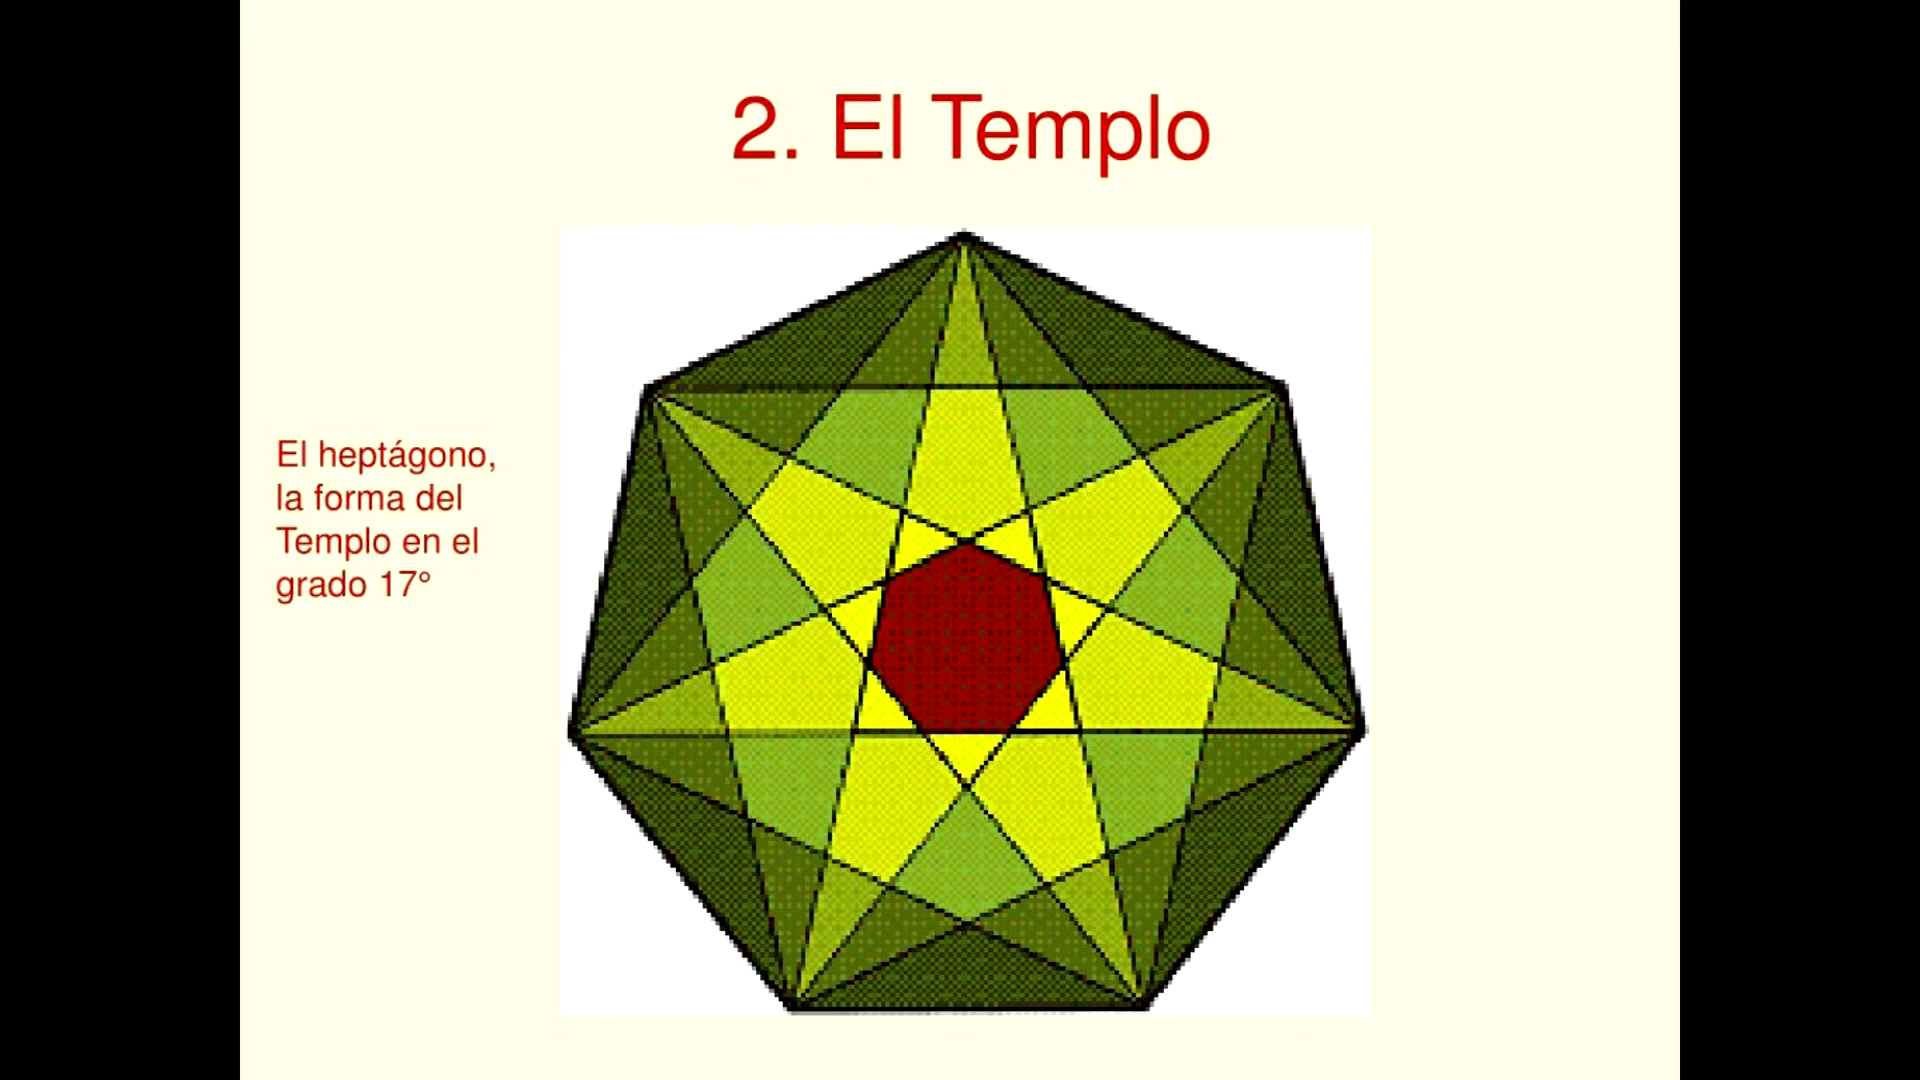 2. El Templo
El heptágono,
la forma del
Templo en el
grado 17°